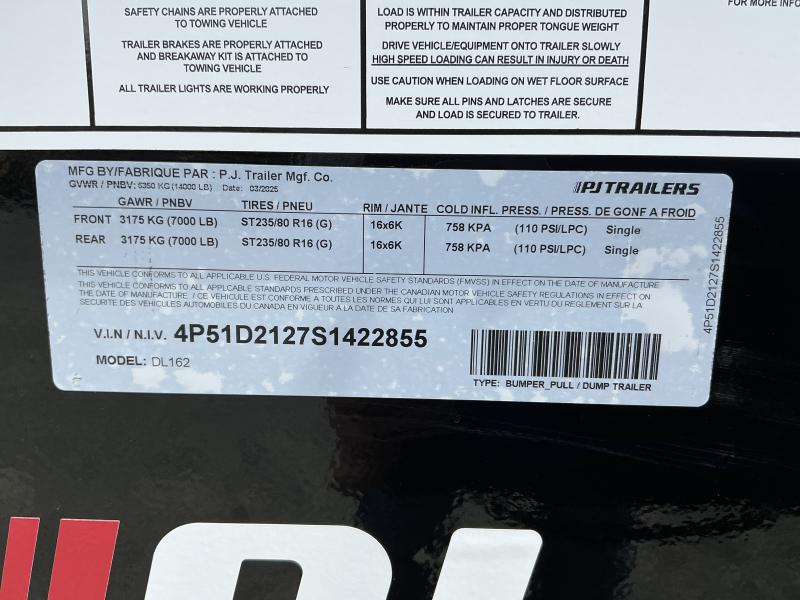 SAFETY CHAINS ARE PROPERLY ATTACHED
TO TOWING VEHICLE
TRAILER BRAKES ARE PROPERLY ATTACHED
AND BREAKAWAY KIT IS ATTACHED TO
TOWING VEHICLE
ALL TRAILER LIGHTS ARE WORKING PROPERLY
LOAD IS WITHIN TRAILER CAPACITY AND DISTRIBUTED
PROPERLY TO MAINTAIN PROPER TONGUE WEIGHT
DRIVE VEHICLE/EQUIPMENT ONTO TRAILER SLOWLY
HIGH SPEED LOADING CAN RESULT IN INJURY OR DEATH
USE CAUTION WHEN LOADING ON WET FLOOR SURFACE
MAKE SURE ALL PINS AND LATCHES ARE SECURE
AND LOAD IS SECURED TO TRAILER.
FOR MORE INFO
MFG BY/FABRIQUE PAR : P.J. Trailer Mfg. Co.
GVWR / PNBV: 6350 KG (14000 LB) Date: 03/2025
PJTRAILERS
GAWR / PNBV TIRES / PNEU RIM / JANTE COLD INFL. PRESS. / PRESS. DE GONF A FROID
FRONT 3175 KG (7000 LB) ST235/80 R16 (G) 16x6K 758 KPA (110 PSI/LPC) Single
REAR 3175 KG (7000 LB) ST235/80 R16 (G) 16x6K 758 KPA (110 PSI/LPC) Single
THIS VEHICLE CONFORMS TO ALL APPLICABLE U.S. FEDERAL MOTOR VEHICLE SAFETY STANDARDS (FMVSS) IN EFFECT ON THE DATE OF MANUFACTURE
THIS VEHICLE CONFORMS TO ALL APPLICABLE STANDARDS PRESCRIBED UNDER THE CANADIAN MOTOR VEHICLE SAFETY REGULATIONS IN EFFECT ON
THE DATE OF MANUFACTURE / CE VEHICULE EST CONFORME A TOUTES LES NORMES QUI LUI SONT APPLICABLES EN VERTU DU REGLEMENT SUR LA
SECURITE DES VEHICULES AUTOMOBILES DU CANADA EN VIGUEUR A LA DATE DE SA FABRICATION
V.I.N / N.I.V. 4P51D2127S1422855
MODEL: DL162
TYPE: BUMPER_PULL / DUMP TRAILER
4P51D2127S1422855